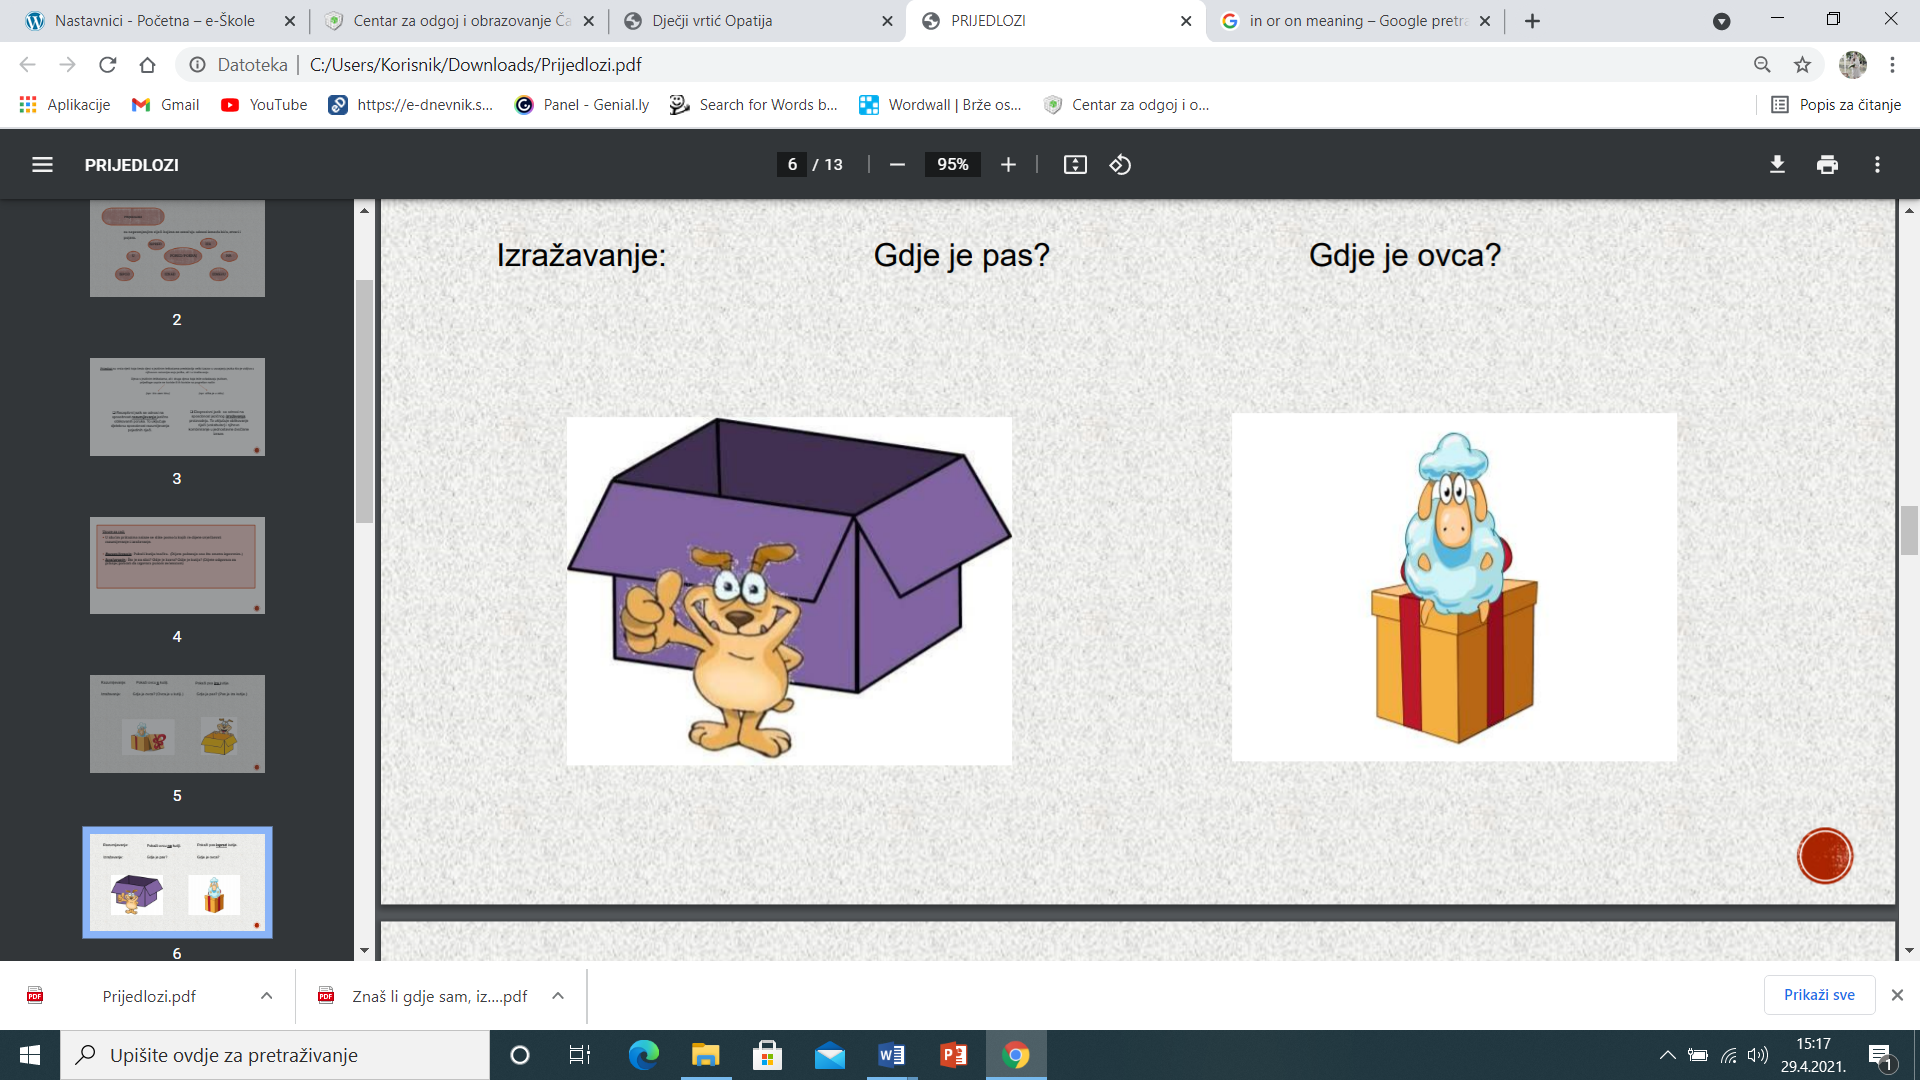 Nastavnici - Početna – e-Škole
Centar za odgoj i obrazovanje Ča
Dječji vrtić Opatija
PRIJEDLOZI
in or on meaning – Google pretra
Datoteka
C:/Users/Korisnik/Downloads/Prijedlozi.pdf
Aplikacije
Gmail
YouTube
https://e-dnevnik.s...
Panel - Genial.ly
Search for Words b...
Wordwall | Brže os...
Centar za odgoj i o...
Popis za čitanje
PRIJEDLOZI
6 / 13
95%
2
3
4
5
6
Izražavanje:
Gdje je pas?
Gdje je ovca?
Prijedlozi.pdf
Znaš li gdje sam, iz....pdf
Prikaži sve
Upišite ovdje za pretraživanje
15:17
29.4.2021.
1